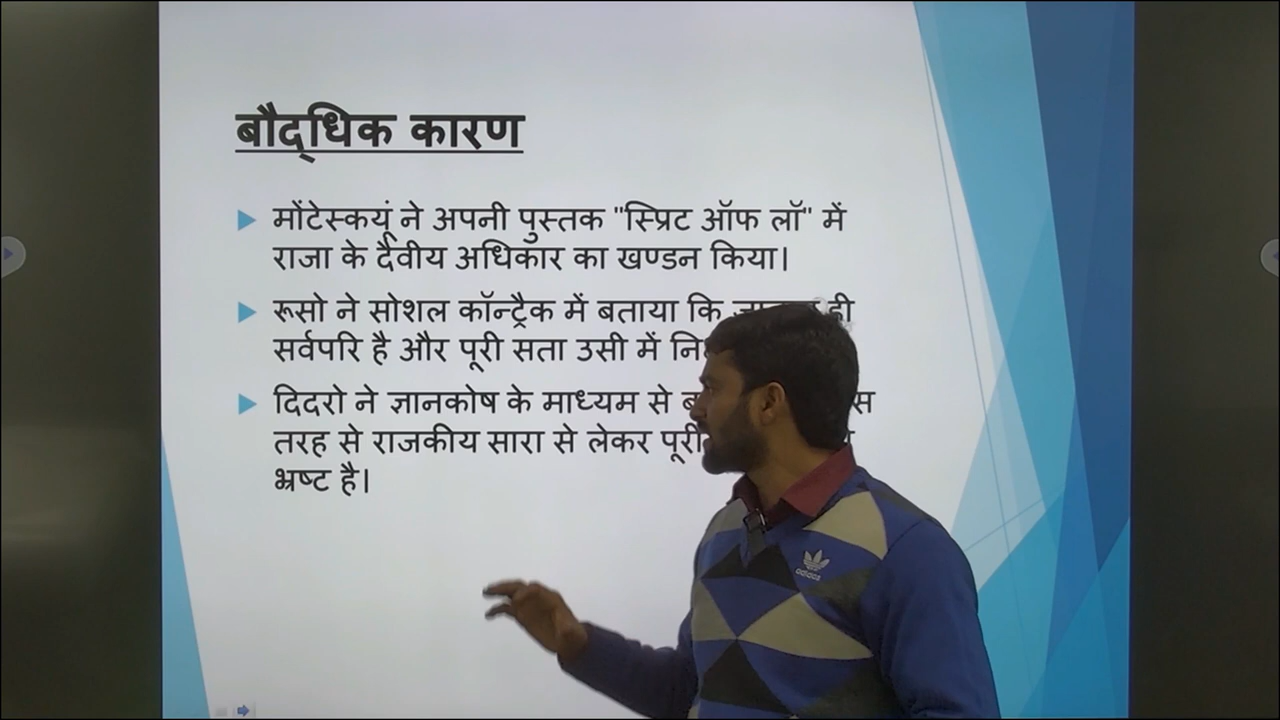 बौद्धिक कारण
मोंटेस्क्यूं ने अपनी पुस्तक "स्प्रिट ऑफ लॉ" में
राजा के दैवीय अधिकार का खण्डन किया।
रूसो ने सोशल कॉन्ट्रैक में बताया कि ही
सर्वपरि है और पूरी सता उसी में
दिदरो ने ज्ञानकोष के माध्यम से
तरह से राजकीय सारा से लेकर पूरी
भ्रष्ट है।
adidas